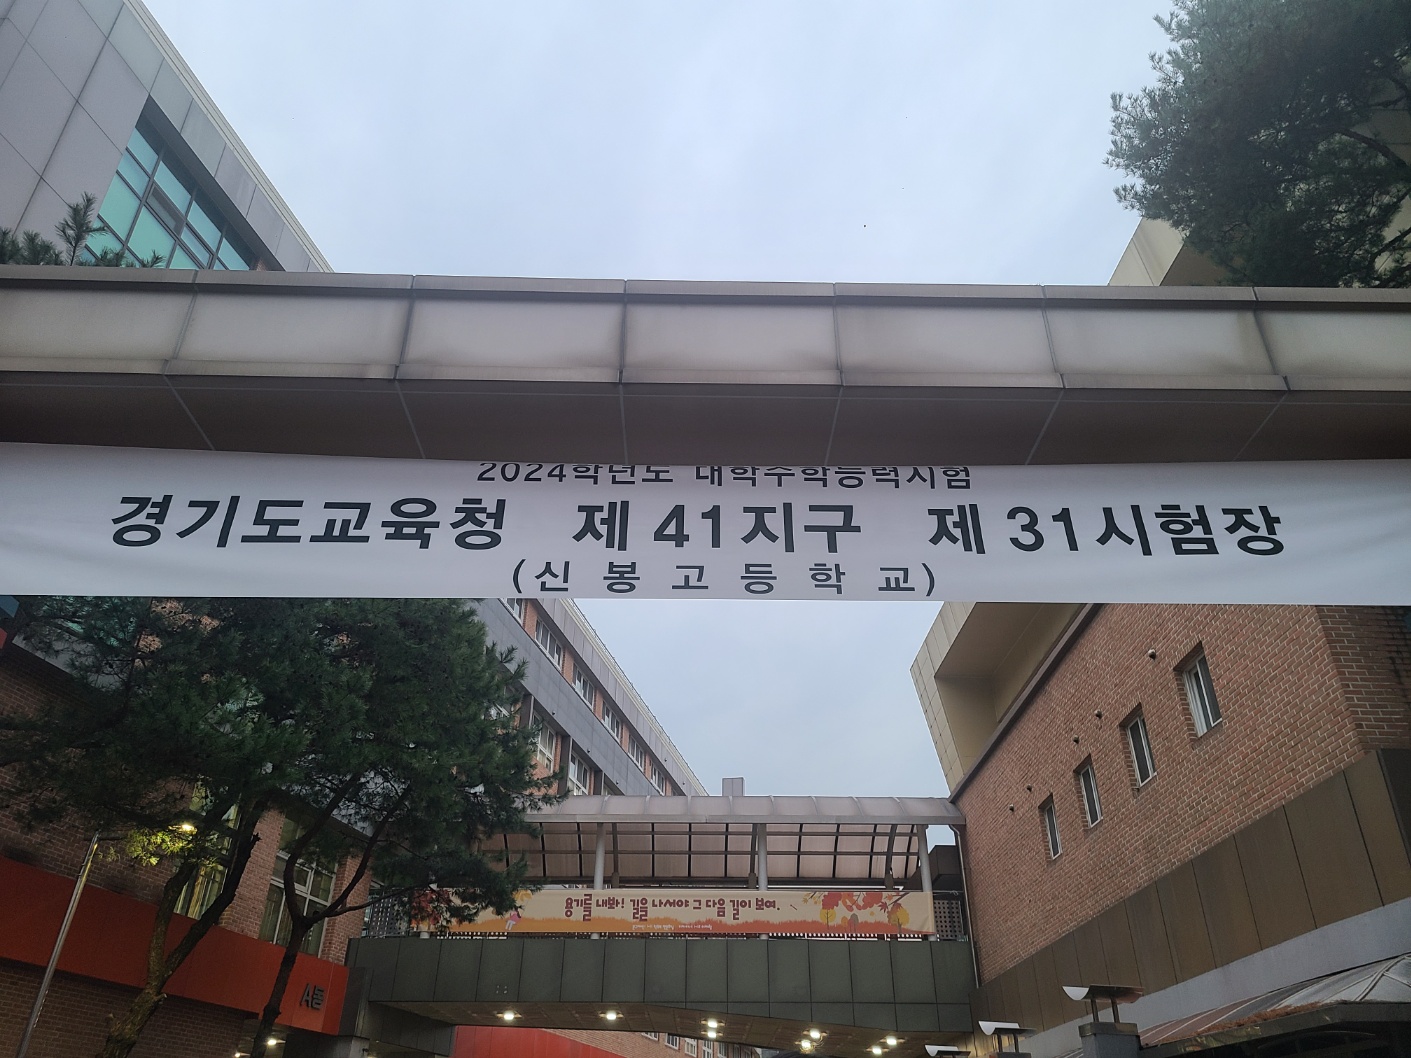 2024학년도 대학수학능력시험
경기도교육청 제 41지구 제 31시험장
(신봉고등학교)
용기를 내봐! 길을 나서야 그 다음 길이 보여.
A동